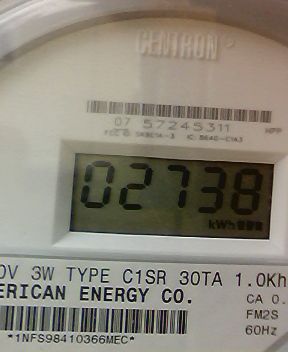 CENTRON
07 57245311
HPP
02738
kWh
0V 3W TYPE C1SR 30TA 1.0Kh
ERICAN ENERGY CO.
CA 0.
FM2S
60Hz
*1NFS98410366MEC*